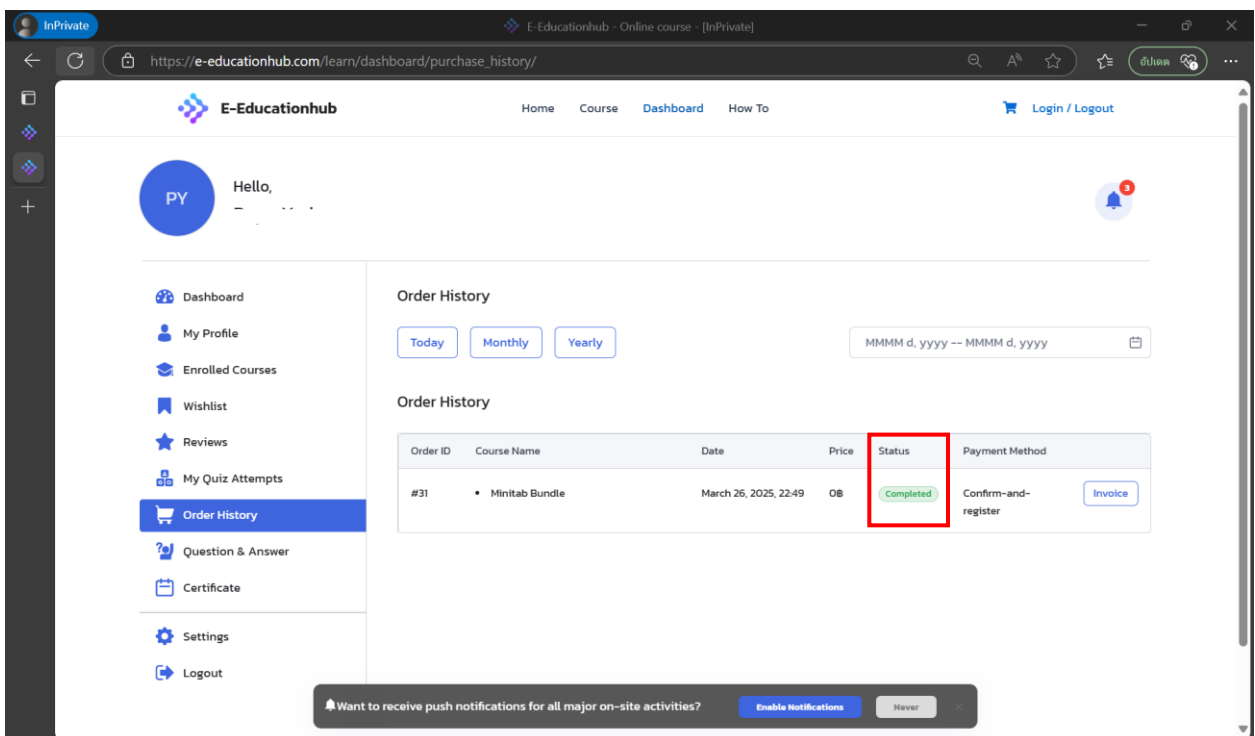 InPrivate
E-Educationhub - Online course - [InPrivate]
https://e-educationhub.com/learn/dashboard/purchase_history/
อัปเดต
E-Educationhub
Home Course Dashboard How To
Login / Logout
PY
Hello,
3
Dashboard
My Profile
Enrolled Courses
Wishlist
Reviews
My Quiz Attempts
Order History
Question & Answer
Certificate
Settings
Logout
Order History
Today Monthly Yearly
MMMM d, yyyy -- MMMM d, yyyy
Order History
Order ID Course Name Date Price Status Payment Method
#31 • Minitab Bundle March 26, 2025, 22:49 0฿ Completed Confirm-and-
register
Invoice
Want to receive push notifications for all major on-site activities? Enable Notifications Never ×